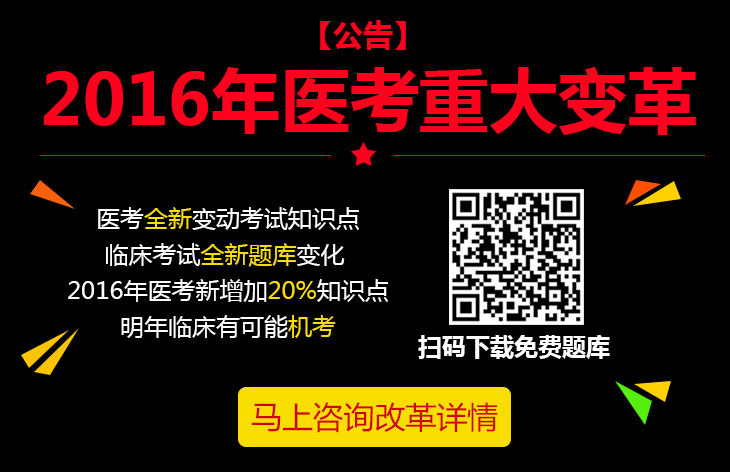 【公告】
2016年医考重大变革
医考全新变动考试知识点
临床考试全新题库变化
2016年医考新增加20%知识点
明年临床有可能机考
扫码下载免费题库
马上咨询改革详情